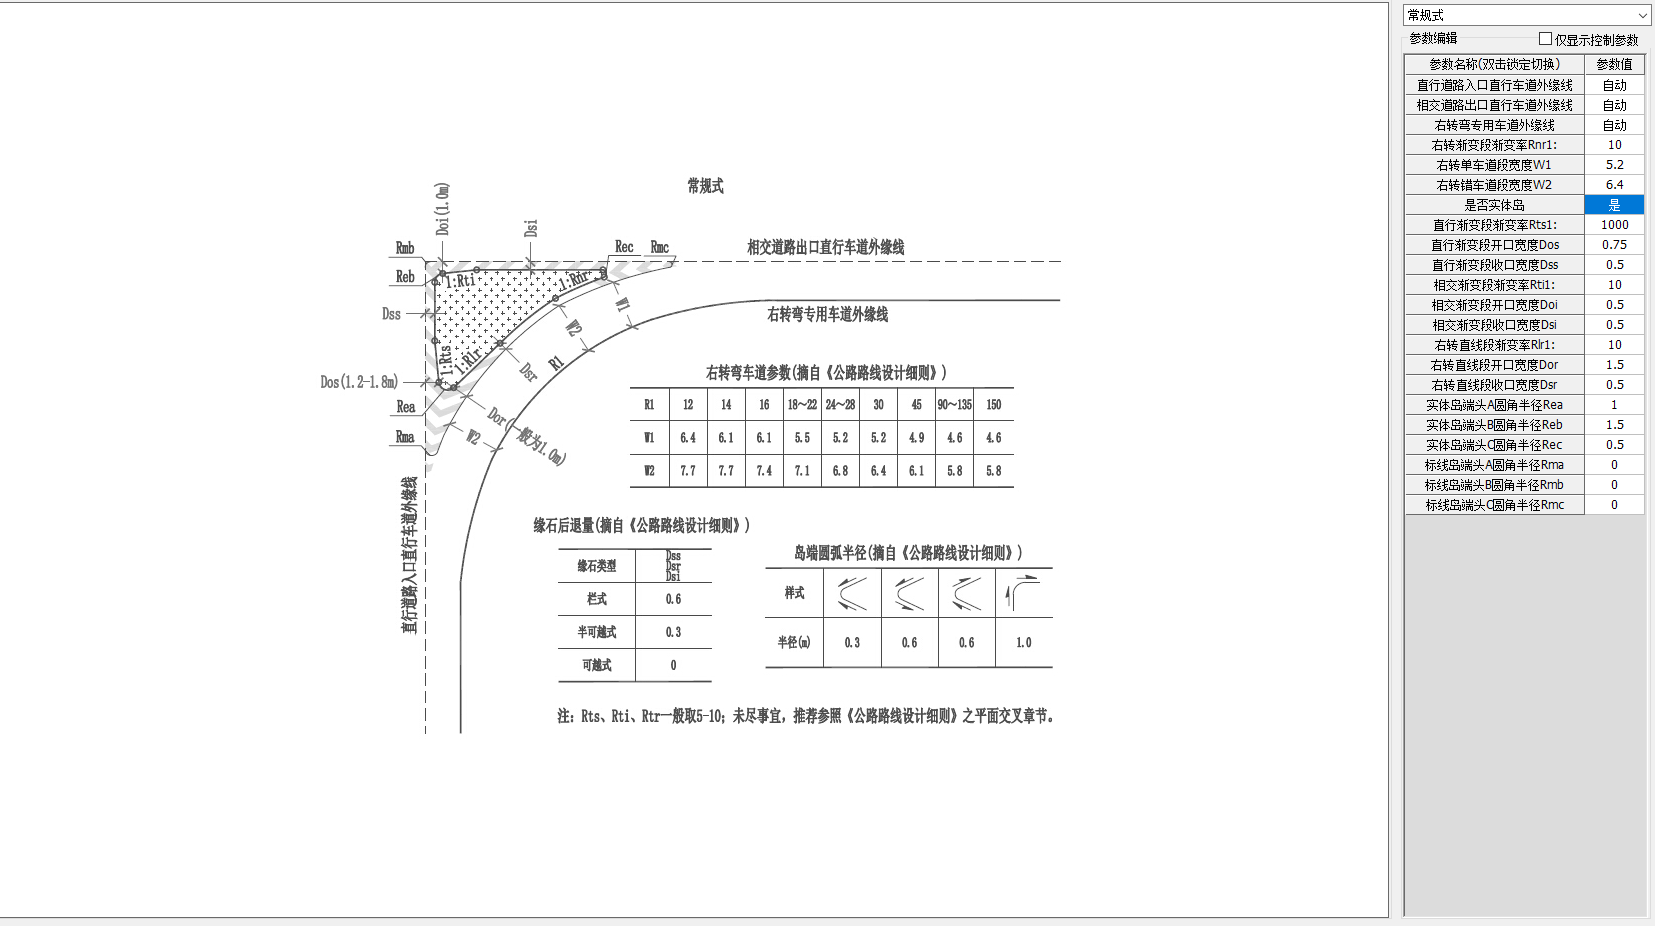 常规式
参数编辑
仅显示控制参数
参数名称(双击锁定切换) 参数值
直行道路入口直行车道外缘线 自动
相交道路出口直行车道外缘线 自动
右转弯专用车道外缘线 自动
右转渐变段渐变率Rnr1: 10
右转单车道段宽度W1 5.2
右转错车道段宽度W2 6.4
是否实体岛 是
直行渐变段渐变率Rts1: 1000
直行渐变段开口宽度Dos 0.75
直行渐变段收口宽度Dss 0.5
相交渐变段渐变率Rti1: 10
相交渐变段开口宽度Doi 0.5
相交渐变段收口宽度Dsi 0.5
右转直线段渐变率Rlr1: 10
右转直线段开口宽度Dor 1.5
右转直线段收口宽度Dsr 0.5
实体岛端头A圆角半径Rea 1
实体岛端头B圆角半径Reb 1.5
实体岛端头C圆角半径Rec 0.5
标线岛端头A圆角半径Rma 0
标线岛端头B圆角半径Rmb 0
标线岛端头C圆角半径Rmc 0
常规式
Doi(1.0m)
Dsi
Rmb
Rec
Rmc
相交道路出口直行车道外缘线
Reb
1:Rti
1:Rnr
W1
Dss
右转弯专用车道外缘线
W2
1:Rts
1:Rlr
R1
Dsr
Dos(1.2-1.8m)
Rea
Dor(一般为1.0m)
Rma
W2
直行道路入口直行车道外缘线
右转弯车道参数(摘自《公路路线设计细则》)
R1 12 14 16 18~22 24~28 30 45 90~135 150
W1 6.4 6.1 6.1 5.5 5.2 5.2 4.9 4.6 4.6
W2 7.7 7.7 7.4 7.1 6.8 6.4 6.1 5.8 5.8
缘石后退量(摘自《公路路线设计细则》)
缘石类型 Dss
Dsr
Dsi
栏式 0.6
半可越式 0.3
可越式 0
岛端圆弧半径(摘自《公路路线设计细则》)
样式
半径(m) 0.3 0.6 0.6 1.0
注: Rts、Rti、Rtr一般取5-10; 未尽事宜, 推荐参照《公路路线设计细则》之平面交叉章节。